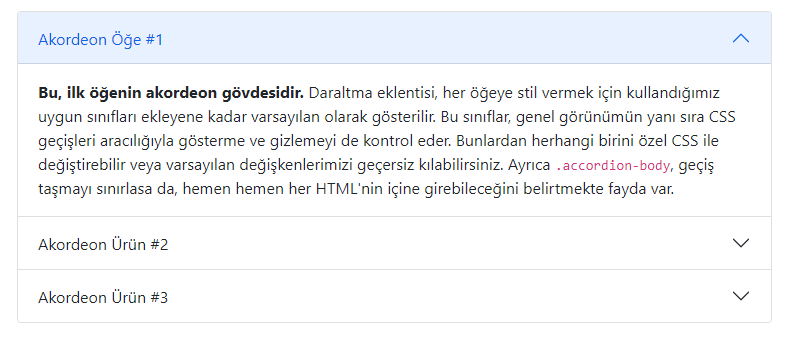 Akordeon Öğe #1
Bu, ilk öğenin akordeon gövdesidir. Daraltma eklentisi, her öğeye stil vermek için kullandığımız
uygun sınıfları ekleyene kadar varsayılan olarak gösterilir. Bu sınıflar, genel görünümün yanı sıra CSS
geçişleri aracılığıyla gösterme ve gizlemeyi de kontrol eder. Bunlardan herhangi birini özel CSS ile
değiştirebilir veya varsayılan değişkenlerimizi geçersiz kılabilirsiniz. Ayrıca .accordion-body, geçiş
taşmayı sınırlasa da, hemen hemen her HTML'nin içine girebileceğini belirtmekte fayda var.
Akordeon Ürün #2
Akordeon Ürün #3